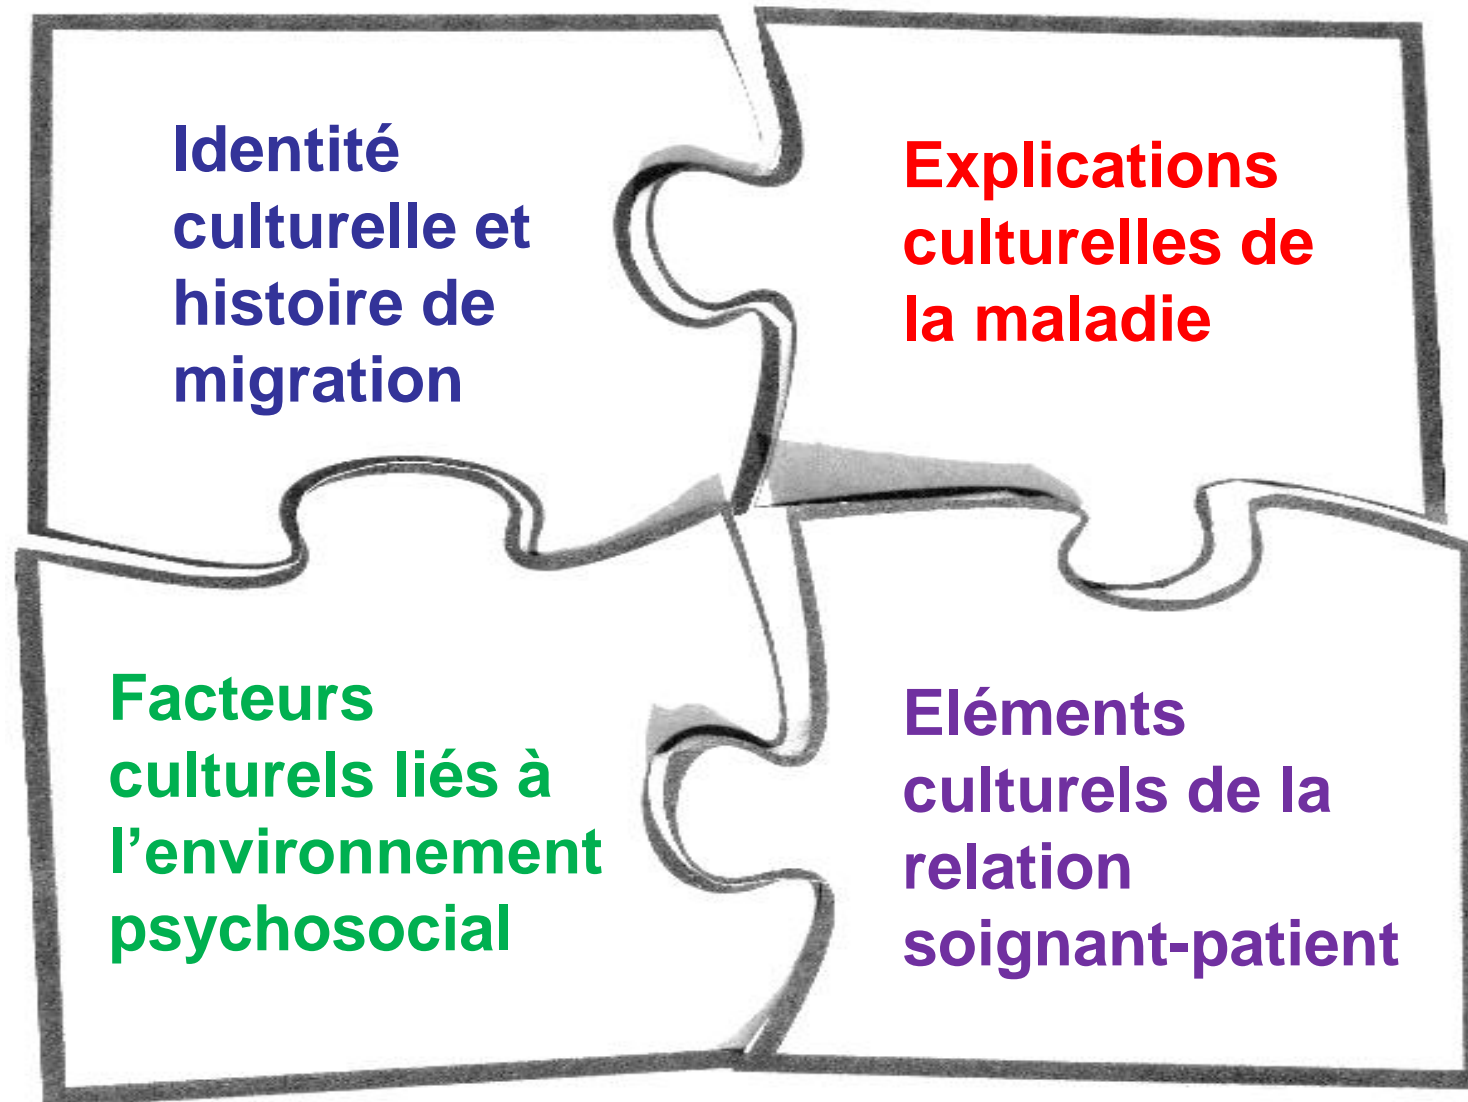 Identité
culturelle et
histoire de
migration
Explications
culturelles de
la maladie
Facteurs
culturels liés à
l’environnement
psychosocial
Eléments
culturels de la
relation
soignant-patient